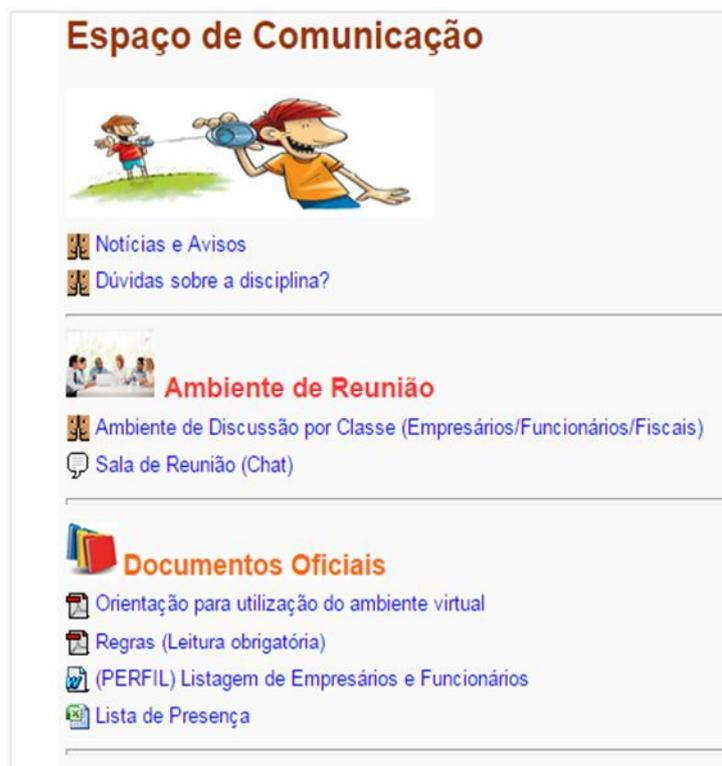 Espaço de Comunicação
Notícias e Avisos
Dúvidas sobre a disciplina?
Ambiente de Reunião
Ambiente de Discussão por Classe (Empresários/Funcionários/Fiscais)
Sala de Reunião (Chat)
Documentos Oficiais
Orientação para utilização do ambiente virtual
Regras (Leitura obrigatória)
(PERFIL) Listagem de Empresários e Funcionários
Lista de Presença